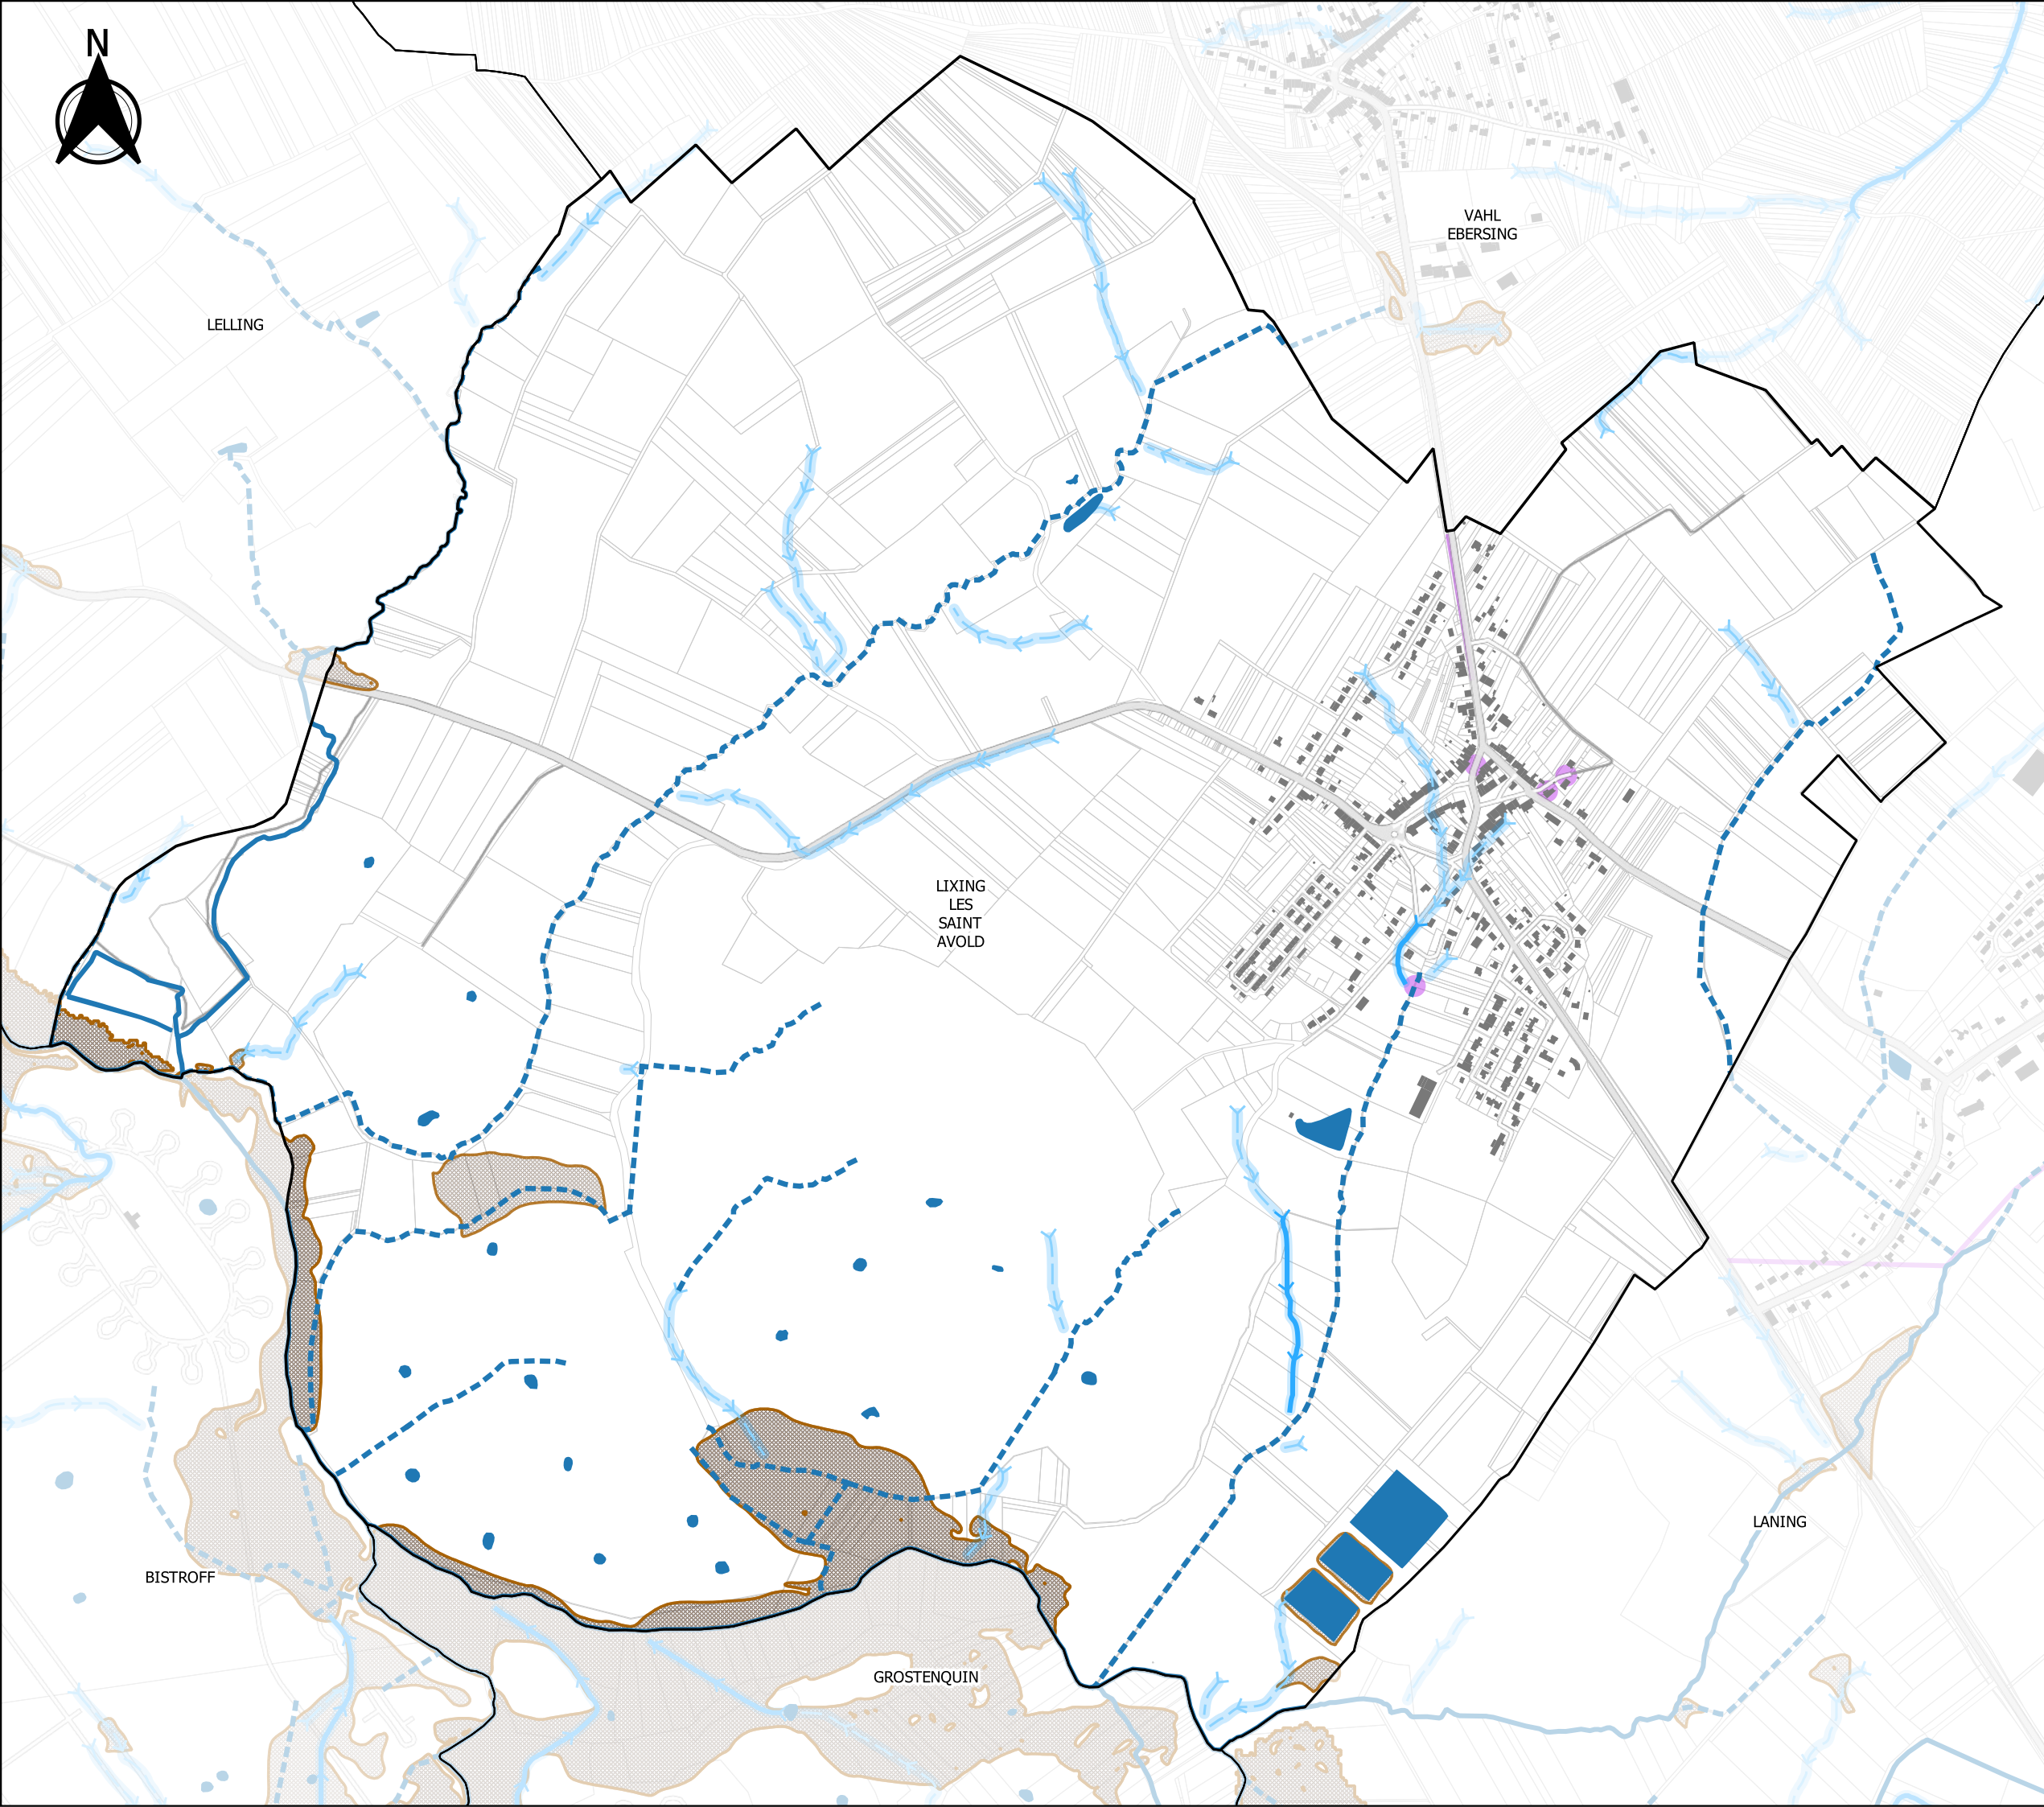 N
VAHL
EBERSING
LELLING
LIXING
LES
SAINT
AVOLD
LANING
BISTROFF
GROSTENQUIN